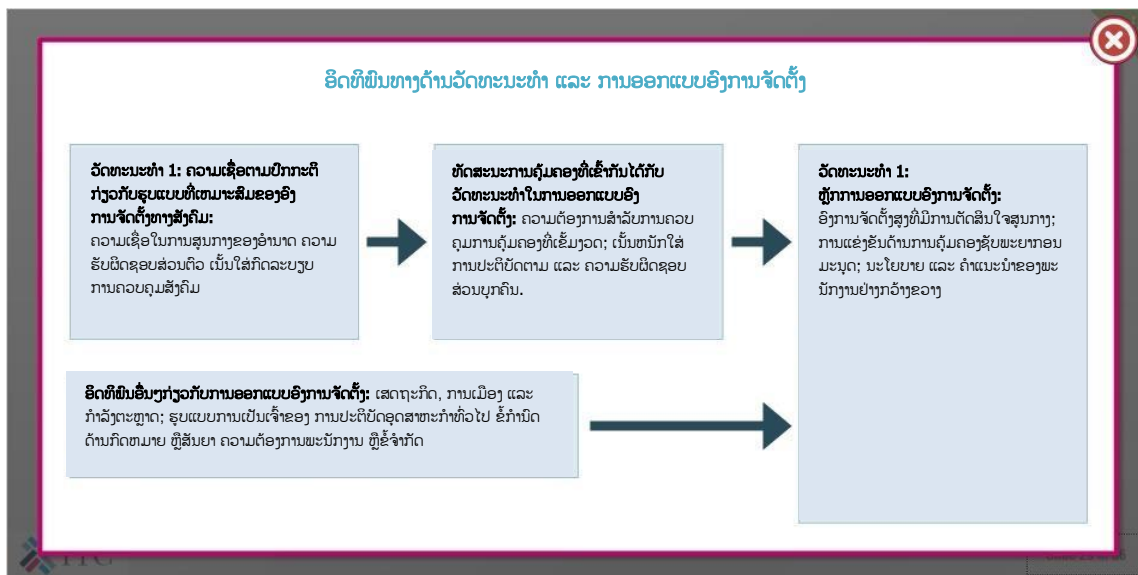 ອິດທິພົນທາງດ້ານວັດທະນະທຳ ແລະ ການອອກແບບອົງການຈັດຕັ້ງ
ວັດທະນະທຳ 1: ຄວາມເຊື່ອຕາມປົກກະຕິ
ກ່ຽວກັບຮູບແບບທີ່ເໝາະສົມຂອງອົງ
ການຈັດຕັ້ງທາງສັງຄົມ:
ຄວາມເຊື່ອໃນການສູນກາງຂອງອຳນາດ ຄວາມ
ຮັບຜິດຊອບສ່ວນຕົວ ເນັ້ນໃສ່ກົດລະບຽບ
ການຄວບຄຸມສັງຄົມ
ທັດສະນະການຄຸ້ມຄອງທີ່ເຂົ້າກັນໄດ້ກັບ
ວັດທະນະທຳໃນການອອກແບບອົງ
ການຈັດຕັ້ງ: ຄວາມຕ້ອງການສຳລັບການຄວບ
ຄຸມການຄຸ້ມຄອງທີ່ເຂັ້ມງວດ; ເນັ້ນຫນັກໃສ່
ການປະຕິບັດຕາມ ແລະ ຄວາມຮັບຜິດຊອບ
ສ່ວນບຸກຄົນ.
ວັດທະນະທຳ 1:
ຫຼັກການອອກແບບອົງການຈັດຕັ້ງ:
ອົງການຈັດຕັ້ງສູງທີ່ມີການຕັດສິນໃຈສູນກາງ;
ການແຂ່ງຂັນດ້ານການຄຸ້ມຄອງຊັບພະຍາກອນ
ມະນຸດ; ນະໂຍບາຍ ແລະ ຄຳແນະນຳຂອງພະ
ນັກງານຢ່າງກວ້າງຂວາງ
ອິດທິພົນອື່ນໆກ່ຽວກັບການອອກແບບອົງການຈັດຕັ້ງ: ເສດຖະກິດ, ການເມືອງ ແລະ
ກຳລັງຕະຫຼາດ; ຮູບແບບການເປັນເຈົ້າຂອງ ການປະຕິບັດອຸດສາຫະກຳທົ່ວໄປ ຂໍ້ກຳນົດ
ດ້ານກົດຫມາຍ ຫຼືສັນຍາ ຄວາມຕ້ອງການພະນັກງານ ຫຼືຂໍ້ຈຳກັດ